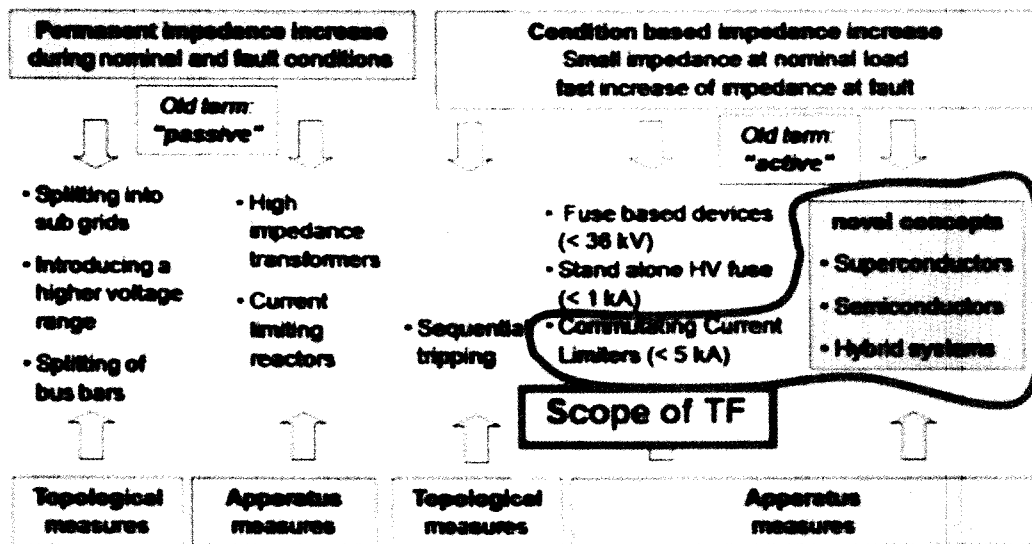 Permanent impedance increase
during nominal and fault conditions
Condition based impedance increase
Small impedance at nominal load
fast increase of impedance at fault
Old term:
"passive"
Old term:
"active"
• Splitting into
sub grids
• Introducing a
higher voltage
range
• Splitting of
bus bars
• High
impedance
transformers
• Current
limiting
reactors
• Sequential
tripping
• Fuse based devices
(< 36 kV)
• Stand alone HV fuse
(< 1 kA)
• Commutating Current
Limiters (< 5 kA)
novel concepts
• Superconductors
• Semiconductors
• Hybrid systems
Scope of TF
Topological
measures
Apparatus
measures
Topological
measures
Apparatus
measures